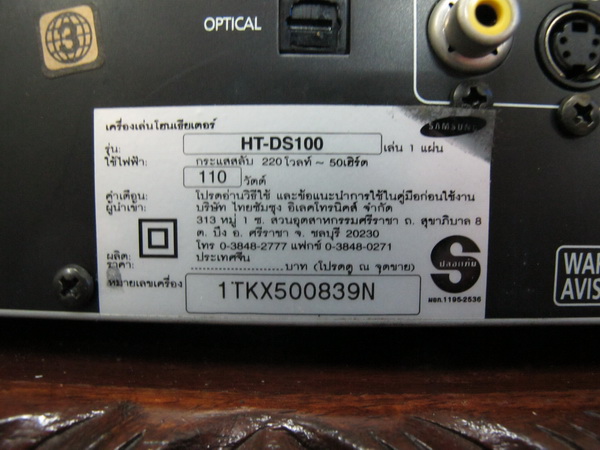 3
OPTICAL
เครื่องเล่นโฮมเธียเตอร์
SAMSUNG
รุ่น: HT-DS100 เล่น 1 แผ่น
ใช้ไฟฟ้า: กระแสสลับ 220 โวลท์ ~ 50เฮิร์ต
110 วัตต์
คำเตือน: โปรดอ่านวิธีใช้ และข้อแนะนำการใช้ในคู่มือก่อนใช้งาน
ผู้นำเข้า: บริษัท ไทยซัมซุง อิเลคโทรนิคส์ จำกัด
313 หมู่ 1 ซ. สวนอุตสาหกรรมศรีราชา ถ. สุขาภิบาล 8
ต. บึง อ. ศรีราชา จ. ชลบุรี 20230
โทร 0-3848-2777 แฟกซ์ 0-3848-0271
ผลิต: ประเทศจีน
ราคา: ........................บาท (โปรดดู ณ จุดขาย)
หมายเลขเครื่อง 1TKX500839N
S
ปลอดภัย
มอก.1195-2536
WAR
AVIS